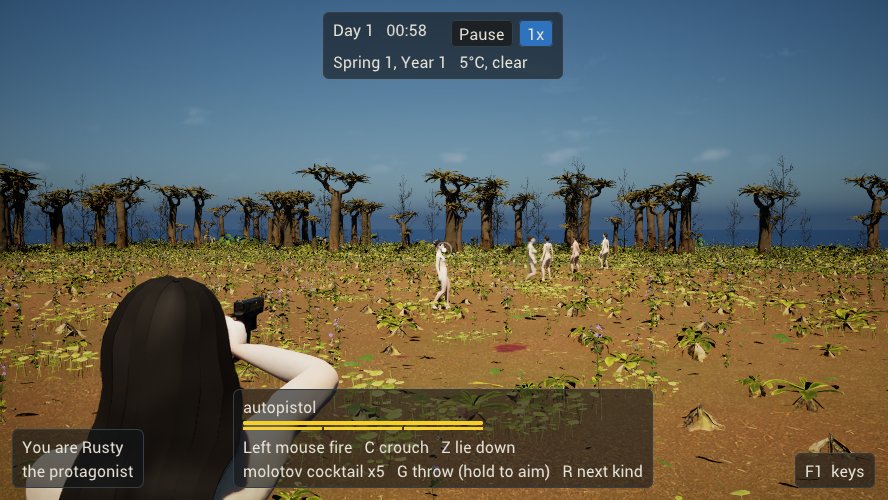 Day 1 00:58 Pause 1x
Spring 1, Year 1 5°C, clear
autopistol
Left mouse fire C crouch Z lie down
molotov cocktail x5 G throw (hold to aim) R next kind
You are Rusty
the protagonist
F1 keys